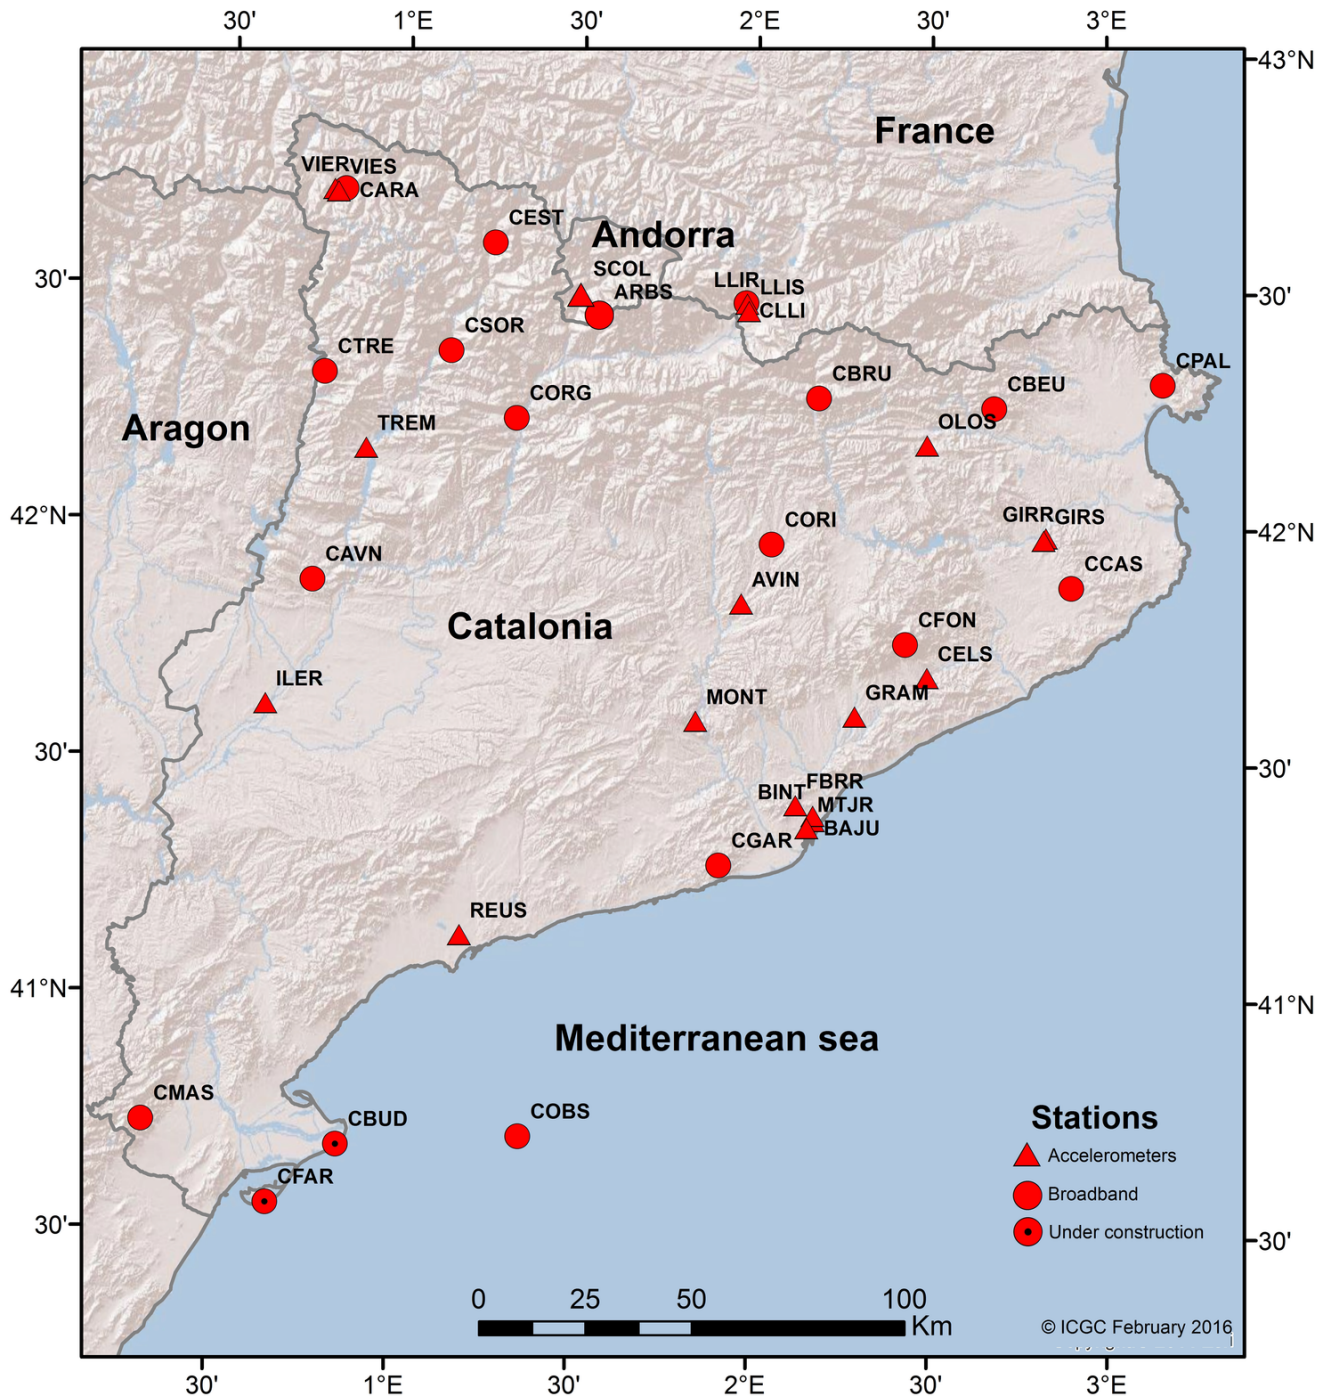 30'
1°E
30'
2°E
30'
3°E
43°N
France
VIER
VIES
CARA
CEST
Andorra
30'
SCOL
ARBS
LLIR
LLIS
CLLI
30'
CSOR
CTRE
CORG
CBRU
CBEU
CPAL
Aragon
TREM
OLOS
42°N
CORI
GIRR
GIRS
42°N
CAVN
AVIN
CCAS
Catalonia
CFON
CELS
ILER
MONT
GRAM
30'
30'
BINT
FBRR
MTJR
BAJU
CGAR
REUS
41°N
41°N
Mediterranean sea
CMAS
CBUD
COBS
CFAR
Stations
Accelerometers
Broadband
Under construction
30'
30'
0
25
50
100
Km
© ICGC February 2016
30'
1°E
30'
2°E
30'
3°E